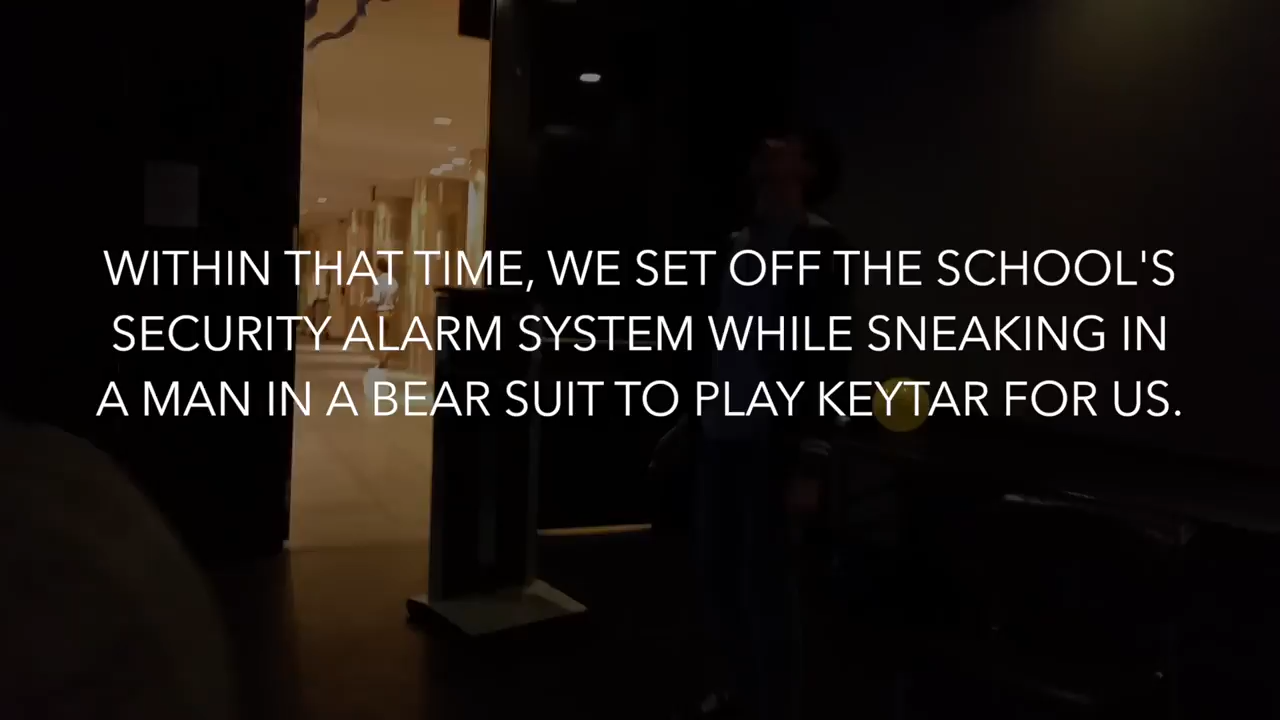 WITHIN THAT TIME, WE SET OFF THE SCHOOL'S
SECURITY ALARM SYSTEM WHILE SNEAKING IN
A MAN IN A BEAR SUIT TO PLAY KEYTAR FOR US.